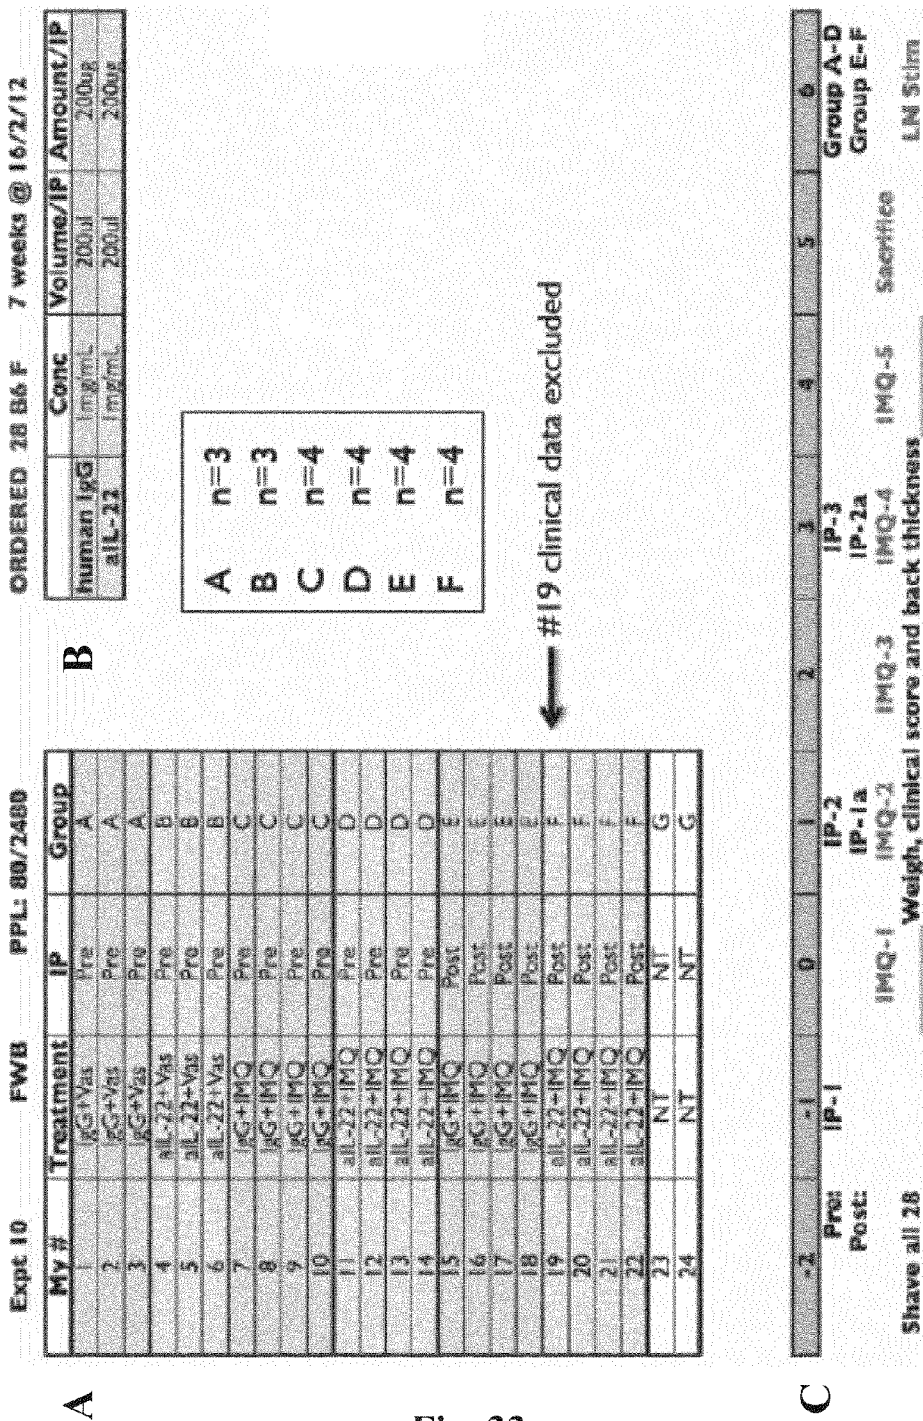 A
Expt 10 FWB PPL: 80/2480
My # Treatment IP Group
1 IgG+Vas Pre A
2 IgG+Vas Pre A
3 IgG+Vas Pre A
4 aIL-22+Vas Pre B
5 aIL-22+Vas Pre B
6 aIL-22+Vas Pre B
7 IgG+IMQ Pre C
8 IgG+IMQ Pre C
9 IgG+IMQ Pre C
10 IgG+IMQ Pre C
11 aIL-22+IMQ Pre D
12 aIL-22+IMQ Pre D
13 aIL-22+IMQ Pre D
14 aIL-22+IMQ Pre D
15 IgG+IMQ Post E
16 IgG+IMQ Post E
17 IgG+IMQ Post E
18 IgG+IMQ Post E
19 aIL-22+IMQ Post F
20 aIL-22+IMQ Post F
21 aIL-22+IMQ Post F
22 aIL-22+IMQ Post F
23 NT NT G
24 NT NT G
← #19 clinical data excluded
B
ORDERED 28 B6 F 7 weeks @ 16/2/12
Conc Volume/IP Amount/IP
human IgG 1mg/mL 200ul 200ug
aIL-22 1mg/mL 200ul 200ug
A n=3
B n=3
C n=4
D n=4
E n=4
F n=4
C
-2 -1 0 1 2 3 4 5 6
Pre: IP-1 IP-2 IP-3 Group A-D
Post: IP-1a IP-2a Group E-F
IMQ-1 IMQ-2 IMQ-3 IMQ-4 IMQ-5 Sacrifice LN Stim
Shave all 28 Weigh, clinical score and back thickness